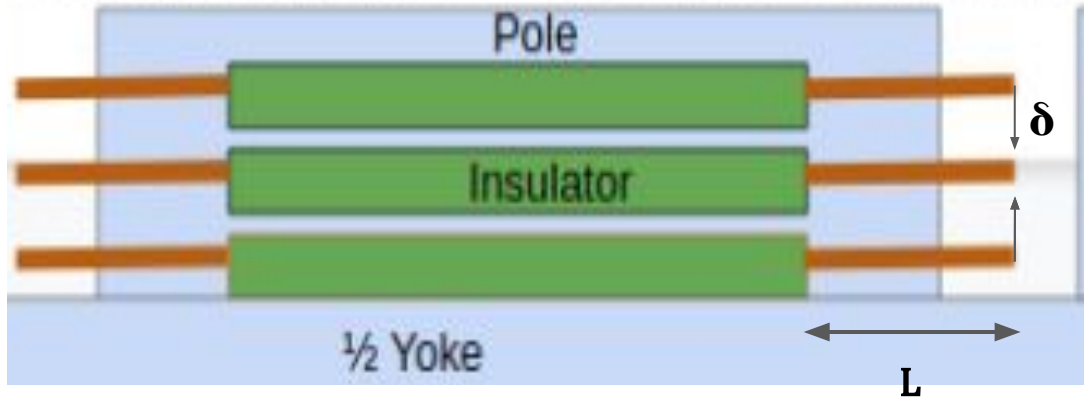 Pole
δ
Insulator
½ Yoke
L